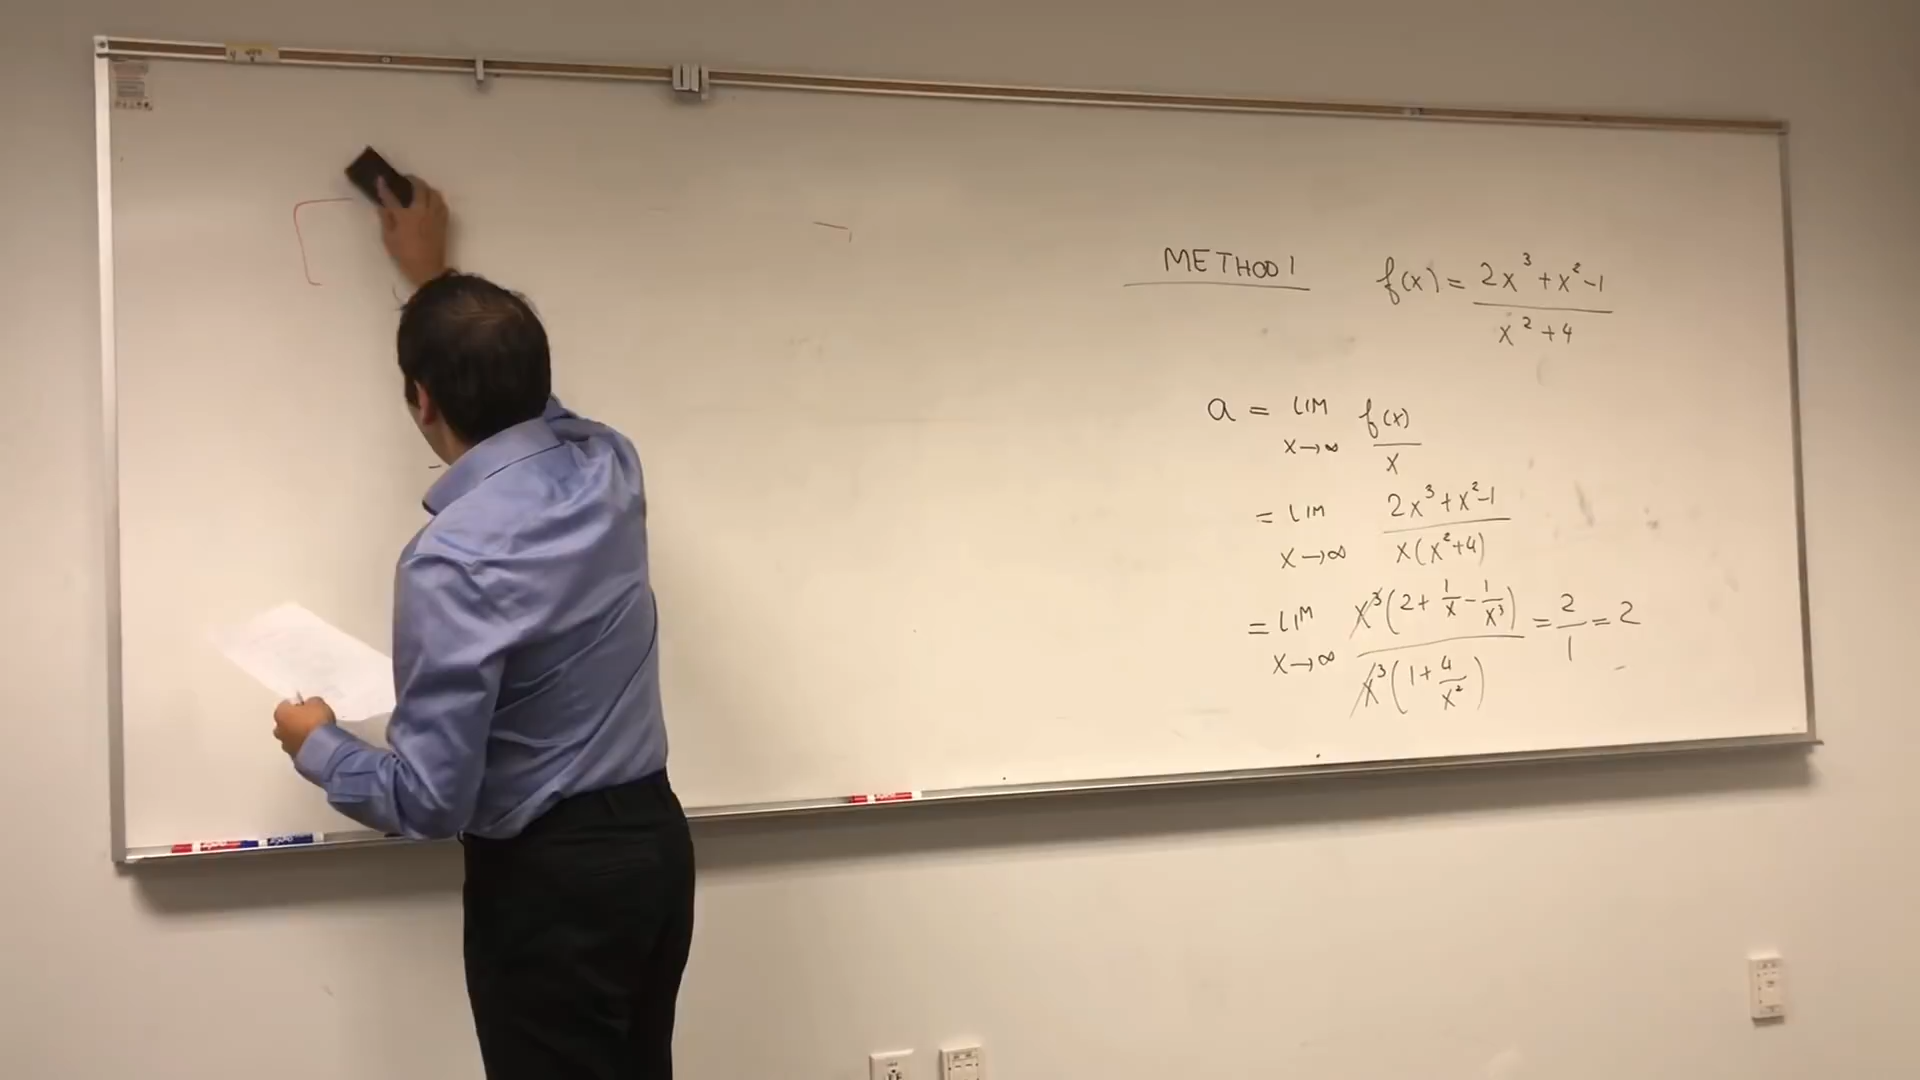 METHOD 1
f(x) = 2x³+x²-1 / x²+4
a = LIM x→∞ f(x) / x
= LIM x→∞ 2x³+x²-1 / x(x²+4)
= LIM x→∞ x³(2+1/x-1/x³) / x³(1+4/x²) = 2/1 = 2